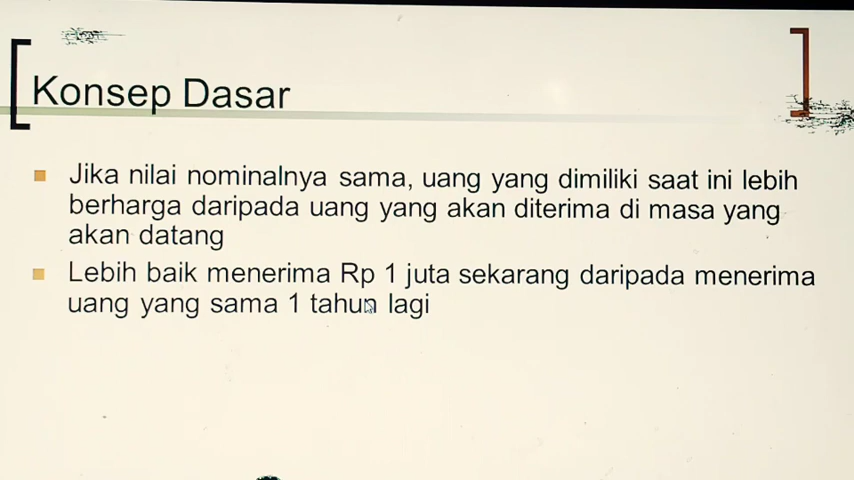 Konsep Dasar
Jika nilai nominalnya sama, uang yang dimiliki saat ini lebih
berharga daripada uang yang akan diterima di masa yang
akan datang
Lebih baik menerima Rp 1 juta sekarang daripada menerima
uang yang sama 1 tahun lagi